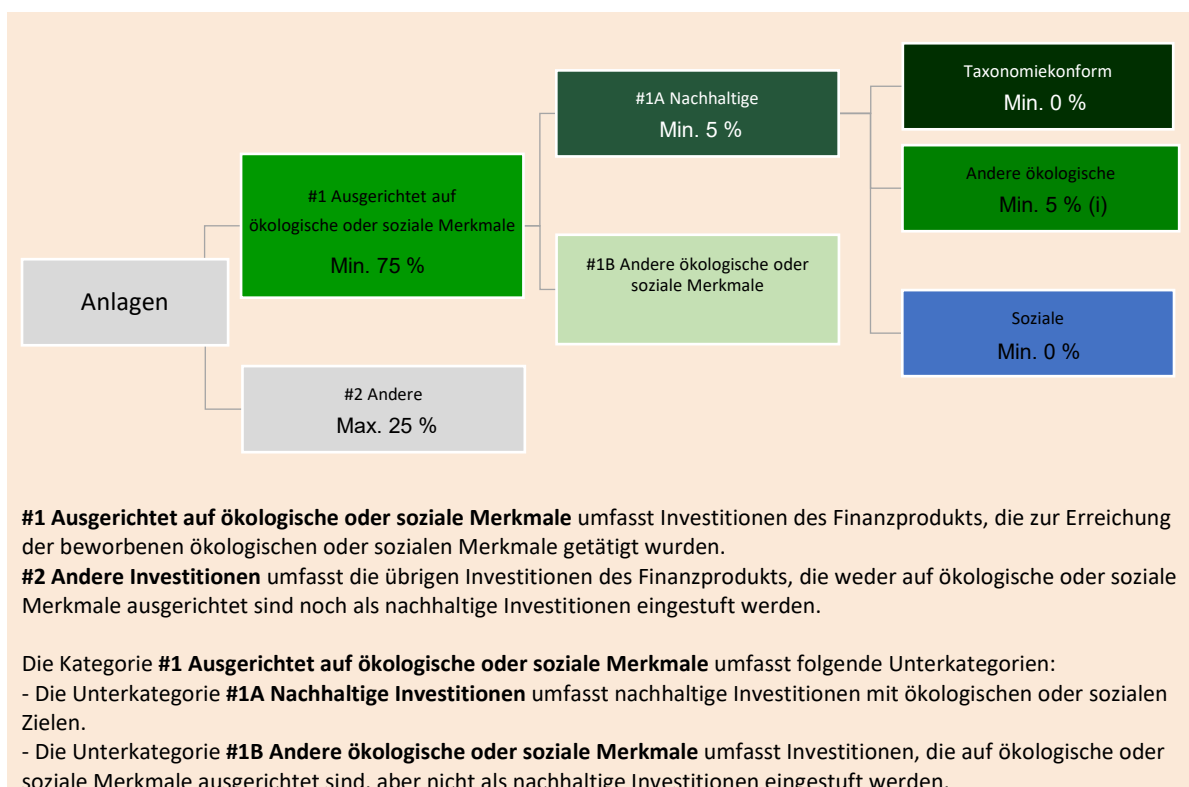 Taxonomiekonform
Min. 0 %
#1A Nachhaltige
Min. 5 %
Andere ökologische
Min. 5 % (i)
#1 Ausgerichtet auf
ökologische oder soziale Merkmale
Min. 75 %
#1B Andere ökologische oder
soziale Merkmale
Anlagen
Soziale
Min. 0 %
#2 Andere
Max. 25 %
#1 Ausgerichtet auf ökologische oder soziale Merkmale umfasst Investitionen des Finanzprodukts, die zur Erreichung
der beworbenen ökologischen oder sozialen Merkmale getätigt wurden.
#2 Andere Investitionen umfasst die übrigen Investitionen des Finanzprodukts, die weder auf ökologische oder soziale
Merkmale ausgerichtet sind noch als nachhaltige Investitionen eingestuft werden.
Die Kategorie #1 Ausgerichtet auf ökologische oder soziale Merkmale umfasst folgende Unterkategorien:
- Die Unterkategorie #1A Nachhaltige Investitionen umfasst nachhaltige Investitionen mit ökologischen oder sozialen
Zielen.
- Die Unterkategorie #1B Andere ökologische oder soziale Merkmale umfasst Investitionen, die auf ökologische oder
soziale Merkmale ausgerichtet sind, aber nicht als nachhaltige Investitionen eingestuft werden.